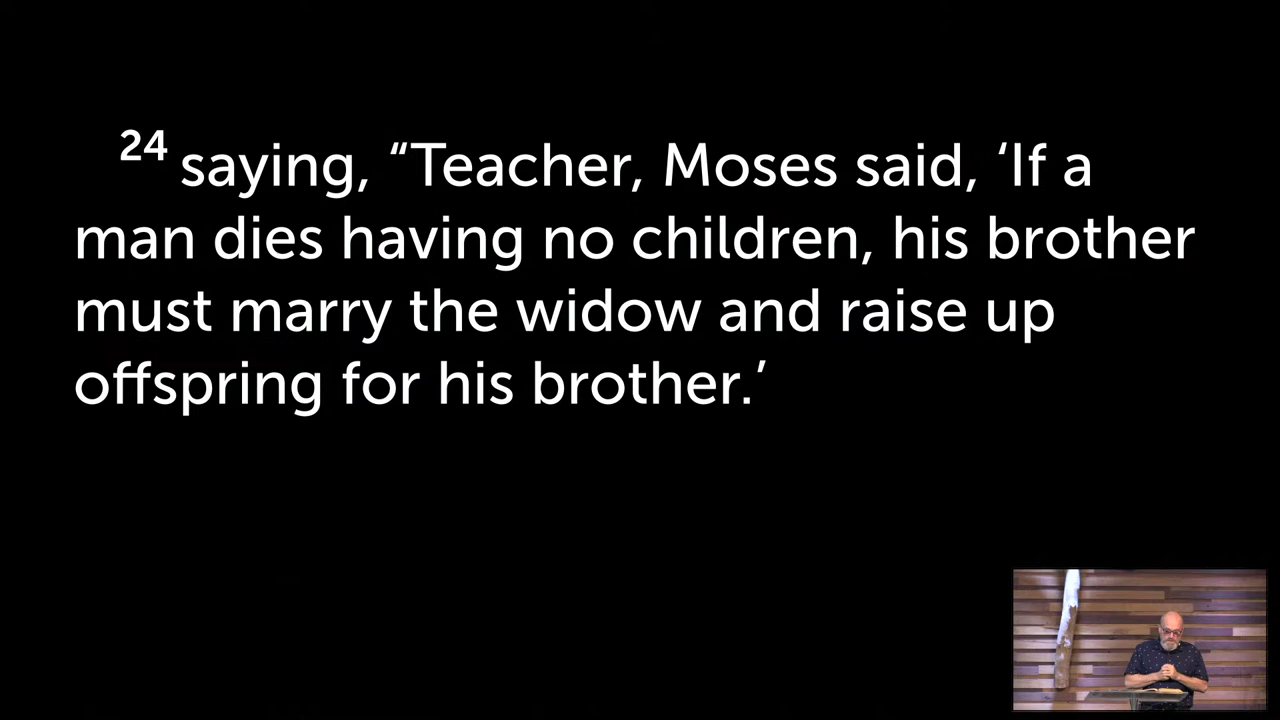 24 saying, “Teacher, Moses said, ‘If a
man dies having no children, his brother
must marry the widow and raise up
offspring for his brother.’